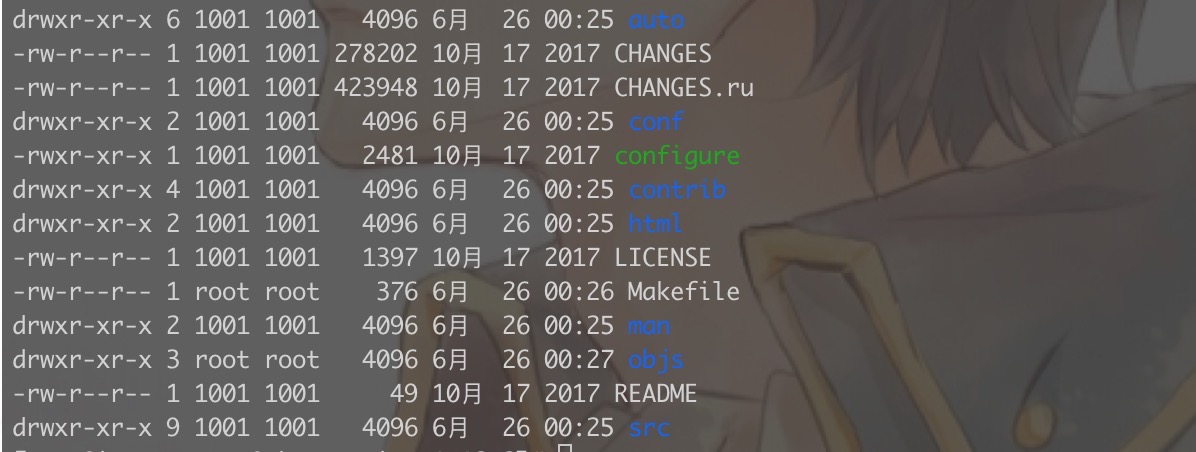 drwxr-xr-x 6 1001 1001   4096 6月   26 00:25 auto
-rw-r--r-- 1 1001 1001 278202 10月  17 2017 CHANGES
-rw-r--r-- 1 1001 1001 423948 10月  17 2017 CHANGES.ru
drwxr-xr-x 2 1001 1001   4096 6月   26 00:25 conf
-rwxr-xr-x 1 1001 1001   2481 10月  17 2017 configure
drwxr-xr-x 4 1001 1001   4096 6月   26 00:25 contrib
drwxr-xr-x 2 1001 1001   4096 6月   26 00:25 html
-rw-r--r-- 1 1001 1001   1397 10月  17 2017 LICENSE
-rw-r--r-- 1 root root    376 6月   26 00:26 Makefile
drwxr-xr-x 2 1001 1001   4096 6月   26 00:25 man
drwxr-xr-x 3 root root   4096 6月   26 00:27 objs
-rw-r--r-- 1 1001 1001     49 10月  17 2017 README
drwxr-xr-x 9 1001 1001   4096 6月   26 00:25 src